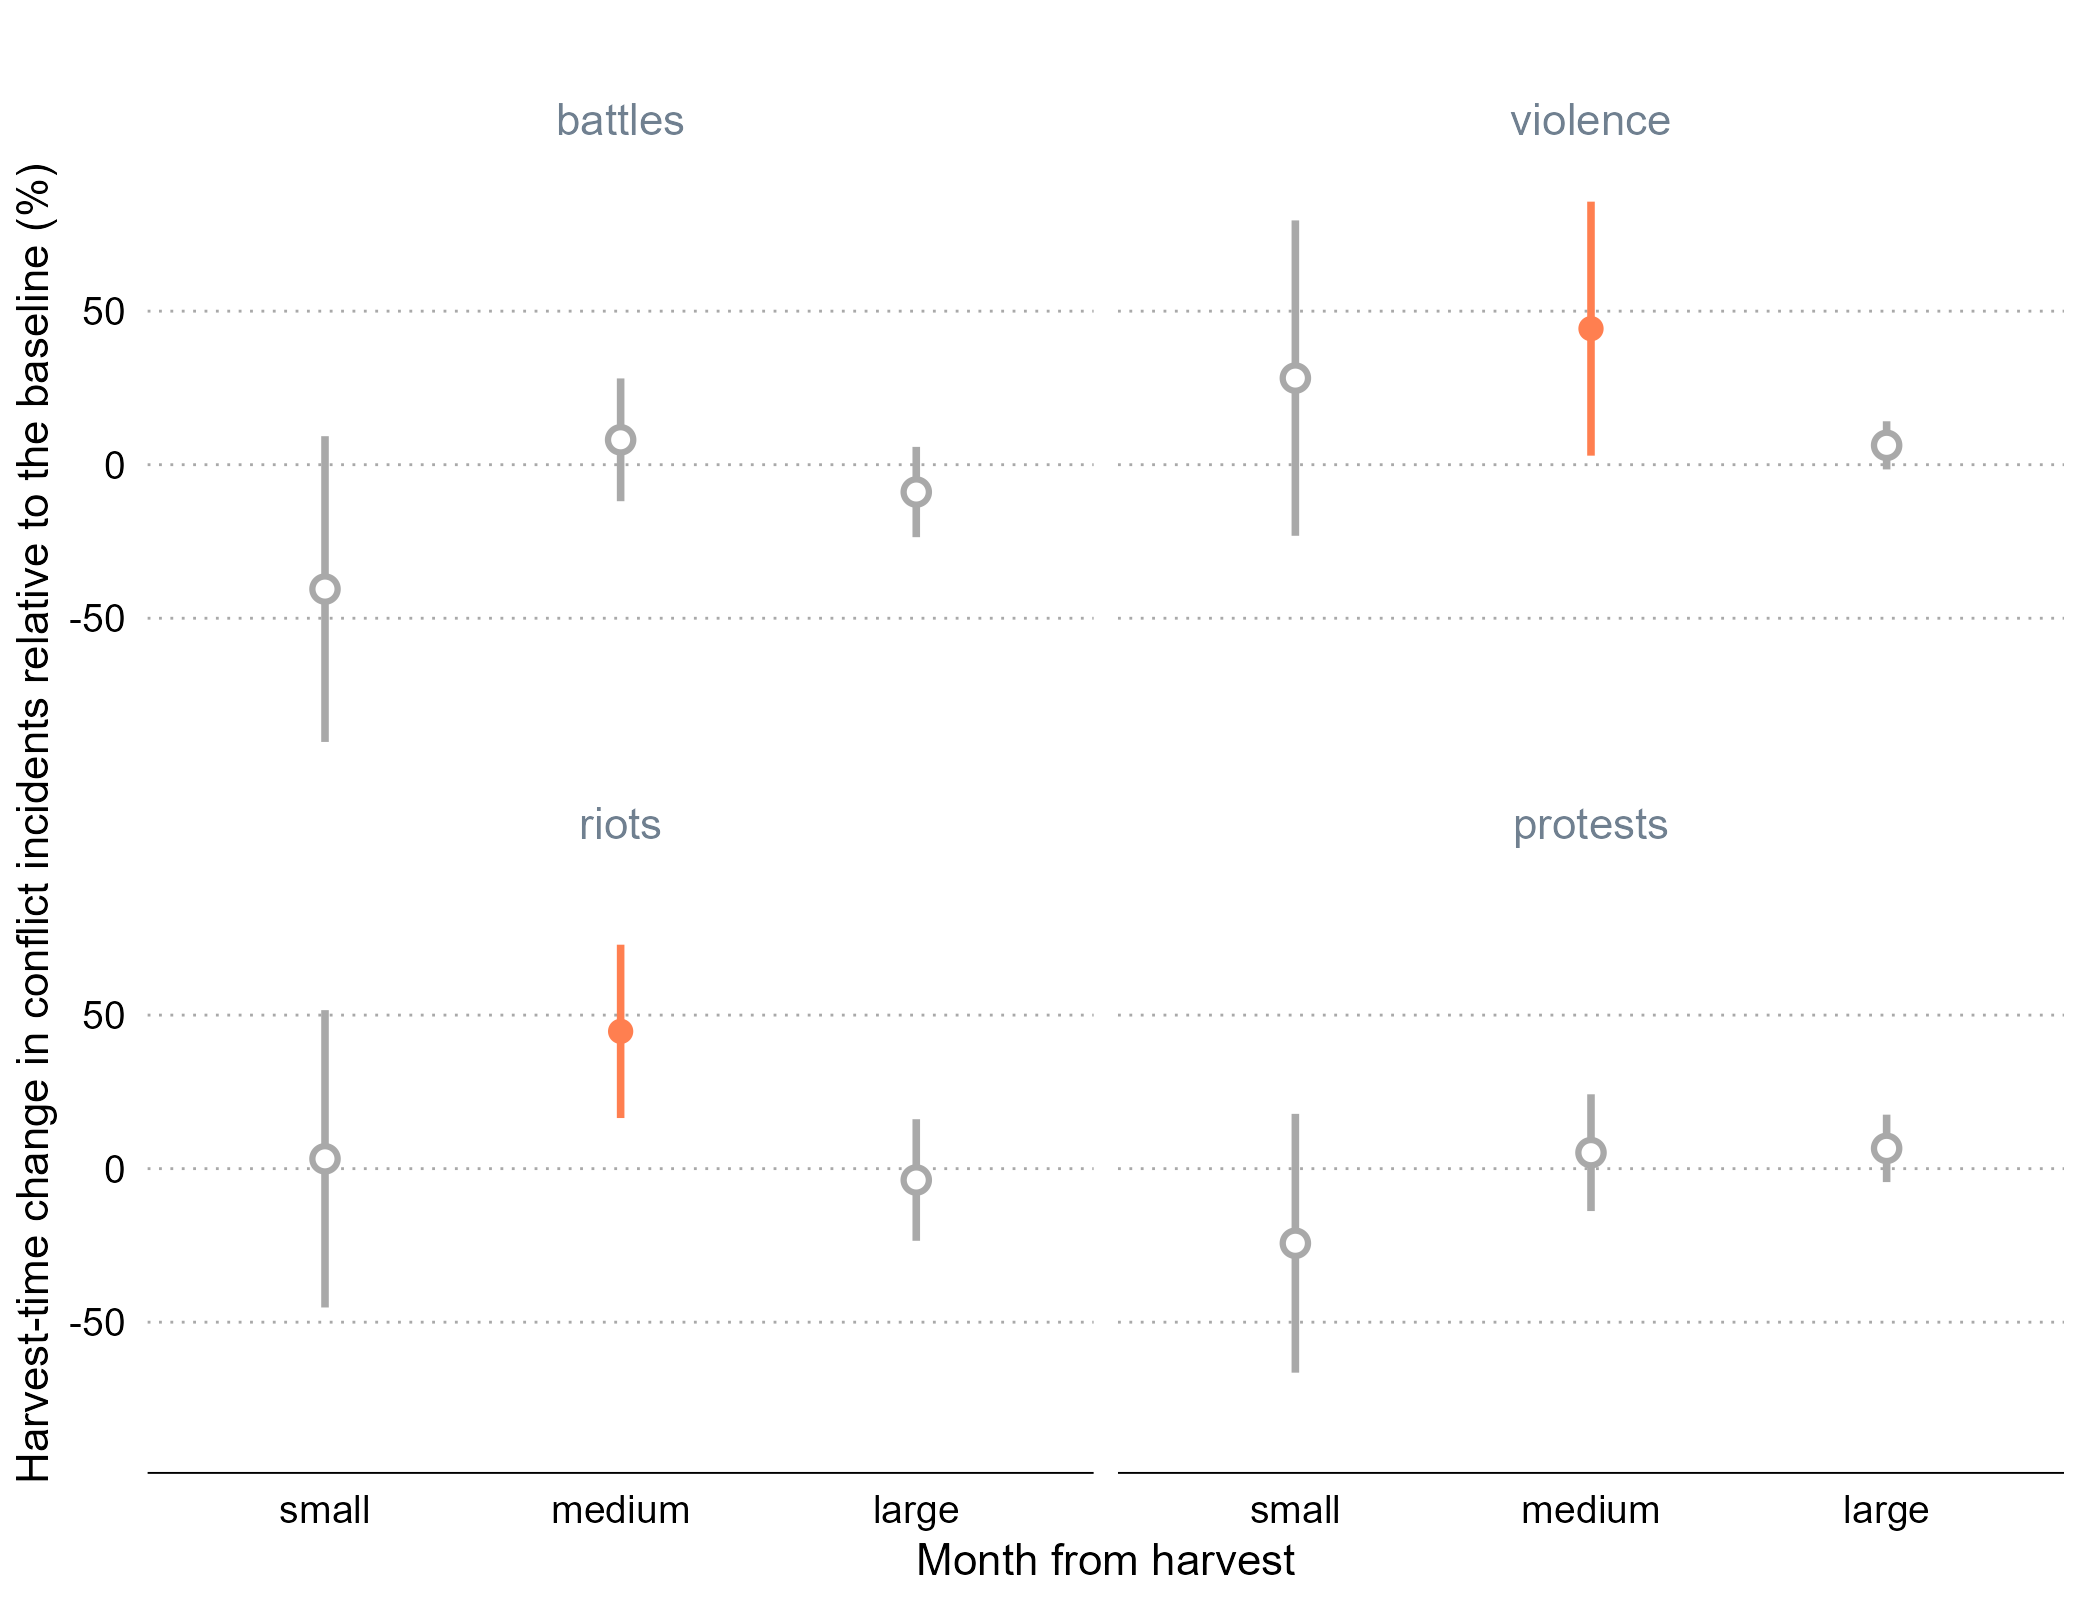 Harvest-time change in conflict incidents relative to the baseline (%)
battles
violence
50
0
-50
riots
protests
50
0
-50
small medium large small medium large
Month from harvest